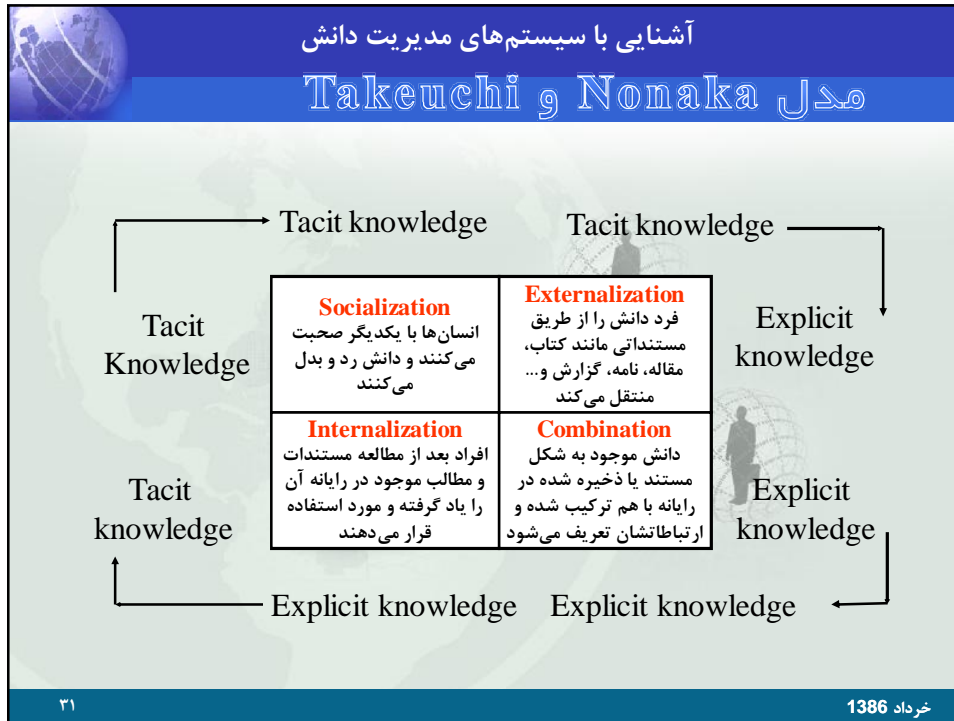 آشنایی با سیستم‌های مدیریت دانش
مدل Nonaka و Takeuchi
Tacit knowledge
Tacit knowledge
Tacit
Knowledge
Socialization
انسان‌ها با یکدیگر صحبت
می‌کنند و دانش رد و بدل
می‌کنند
Externalization
فرد دانش را از طریق
مستنداتی مانند کتاب،
مقاله، نامه، گزارش و...
منتقل می‌کند
Explicit
knowledge
Tacit
knowledge
Internalization
افراد بعد از مطالعه مستندات
و مطالب موجود در رایانه آن
را یاد گرفته و مورد استفاده
قرار می‌دهند
Combination
دانش موجود به شکل
مستند یا ذخیره شده در
رایانه با هم ترکیب شده و
ارتباطاتشان تعریف می‌شود
Explicit
knowledge
Explicit knowledge
Explicit knowledge
۳۱
خرداد 1386